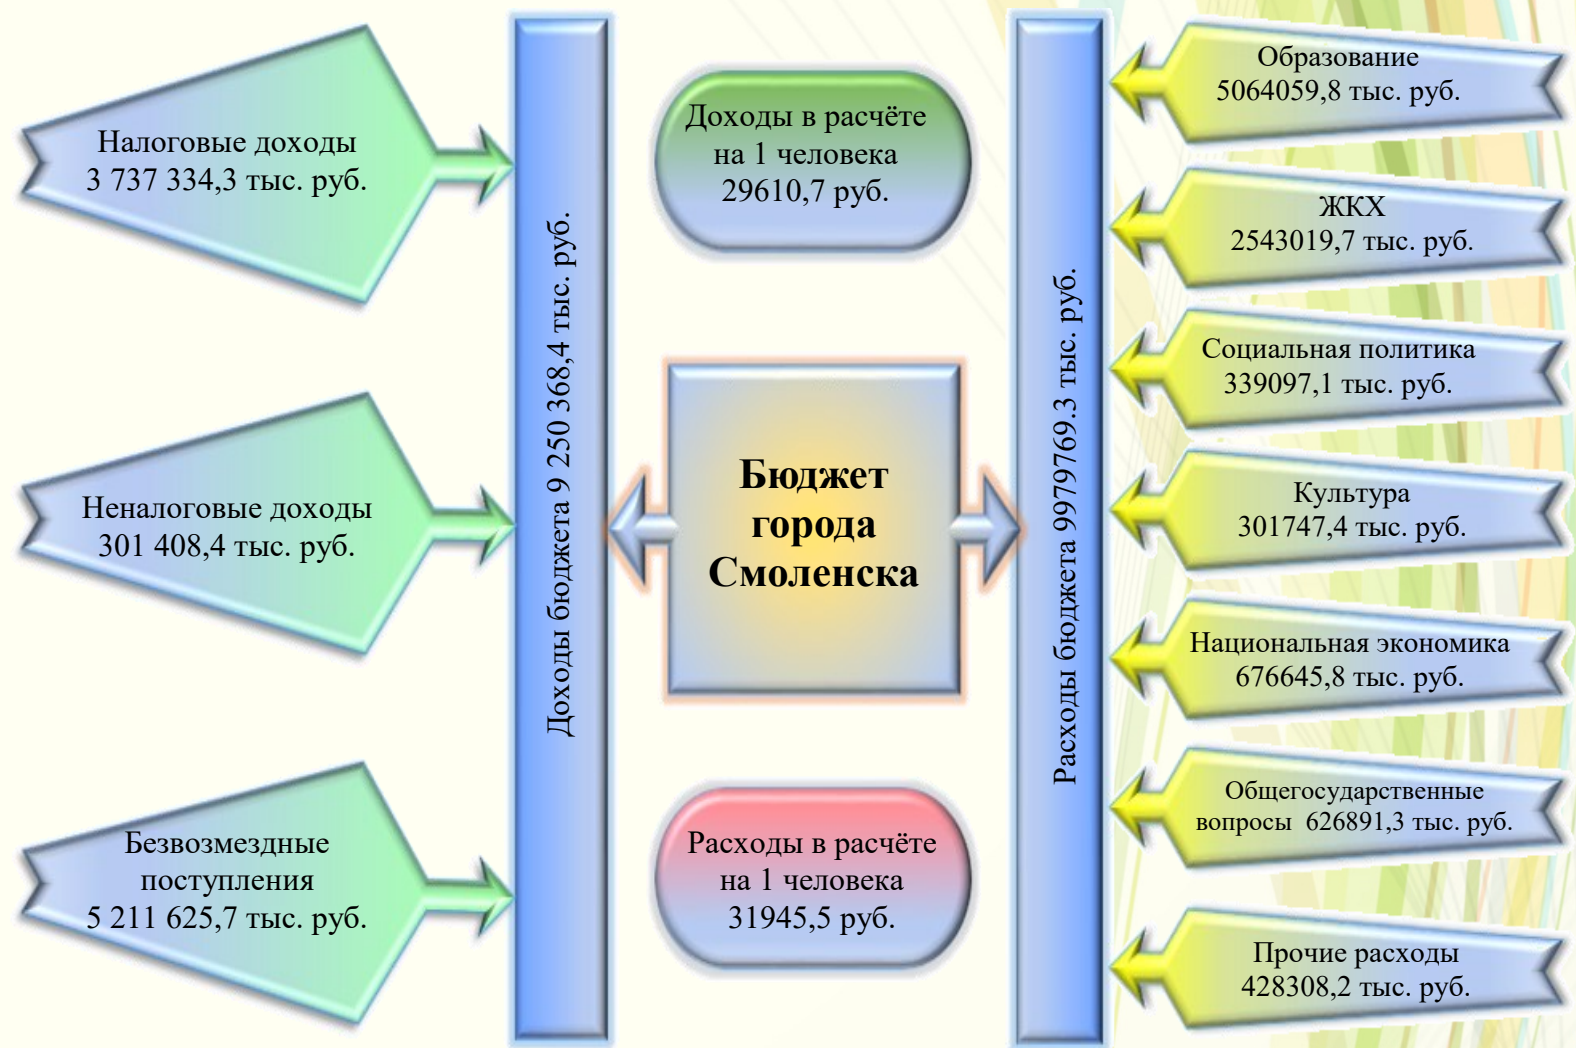 Налоговые доходы
3 737 334,3 тыс. руб.
Неналоговые доходы
301 408,4 тыс. руб.
Безвозмездные
поступления
5 211 625,7 тыс. руб.
Доходы бюджета 9 250 368,4 тыс. руб.
Доходы в расчёте
на 1 человека
29610,7 руб.
Бюджет
города
Смоленска
Расходы в расчёте
на 1 человека
31945,5 руб.
Расходы бюджета 9979769.3 тыс. руб.
Образование
5064059,8 тыс. руб.
ЖКХ
2543019,7 тыс. руб.
Социальная политика
339097,1 тыс. руб.
Культура
301747,4 тыс. руб.
Национальная экономика
676645,8 тыс. руб.
Общегосударственные
вопросы 626891,3 тыс. руб.
Прочие расходы
428308,2 тыс. руб.